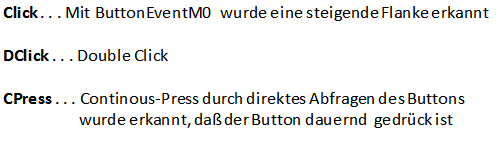 Click . . . Mit ButtonEventM0 wurde eine steigende Flanke erkannt
DClick . . . Double Click
CPress . . . Continous-Press durch direktes Abfragen des Buttons
wurde erkannt, daß der Button dauernd gedrück ist